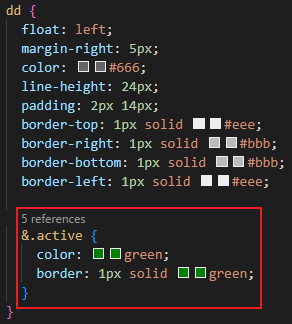 dd {
float: left;
margin-right: 5px;
color: #666;
line-height: 24px;
padding: 2px 14px;
border-top: 1px solid #eee;
border-right: 1px solid #bbb;
border-bottom: 1px solid #bbb;
border-left: 1px solid #eee;
5 references
&.active {
color: green;
border: 1px solid green;
}
}